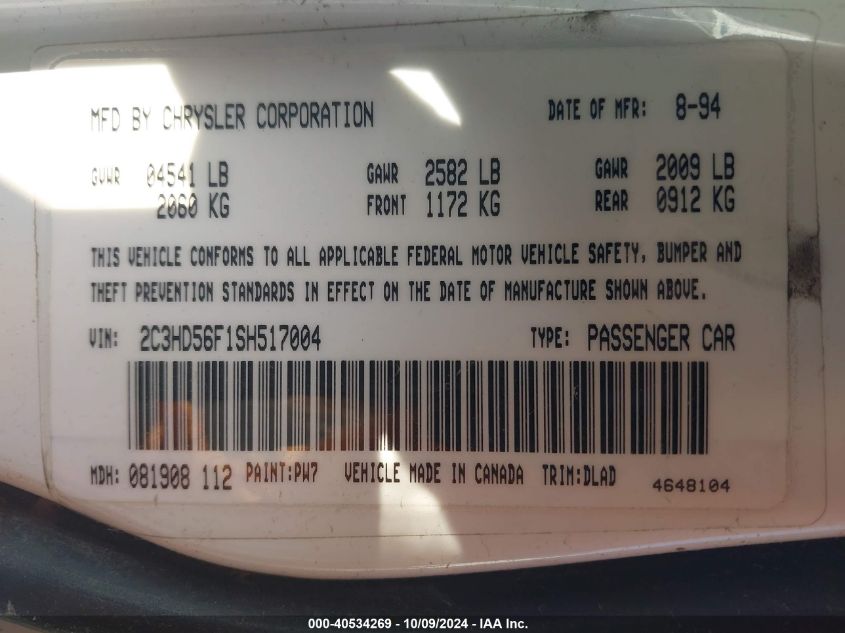 MFD BY CHRYSLER CORPORATION DATE OF MFR: 8-94
GVWR 04541 LB GAWR 2582 LB GAWR 2009 LB
2060 KG FRONT 1172 KG REAR 0912 KG
THIS VEHICLE CONFORMS TO ALL APPLICABLE FEDERAL MOTOR VEHICLE SAFETY, BUMPER AND
THEFT PREVENTION STANDARDS IN EFFECT ON THE DATE OF MANUFACTURE SHOWN ABOVE.
VIN: 2C3HD56F1SH517004 TYPE: PASSENGER CAR
MDH: 081908 112 PAINT:PW7 VEHICLE MADE IN CANADA TRIM:DLAD 4648104
000-40534269 - 10/09/2024 - IAA Inc.